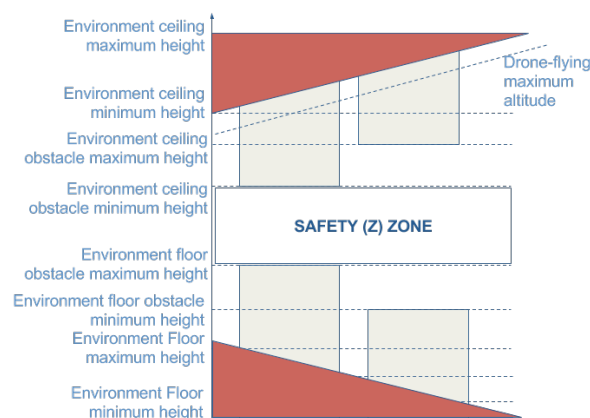 Environment ceiling
maximum height
Drone-flying
maximum
altitude
Environment ceiling
minimum height
Environment ceiling
obstacle maximum height
Environment ceiling
obstacle minimum height
SAFETY (Z) ZONE
Environment floor
obstacle maximum height
Environment floor obstacle
minimum height
Environment Floor
maximum height
Environment Floor
minimum height